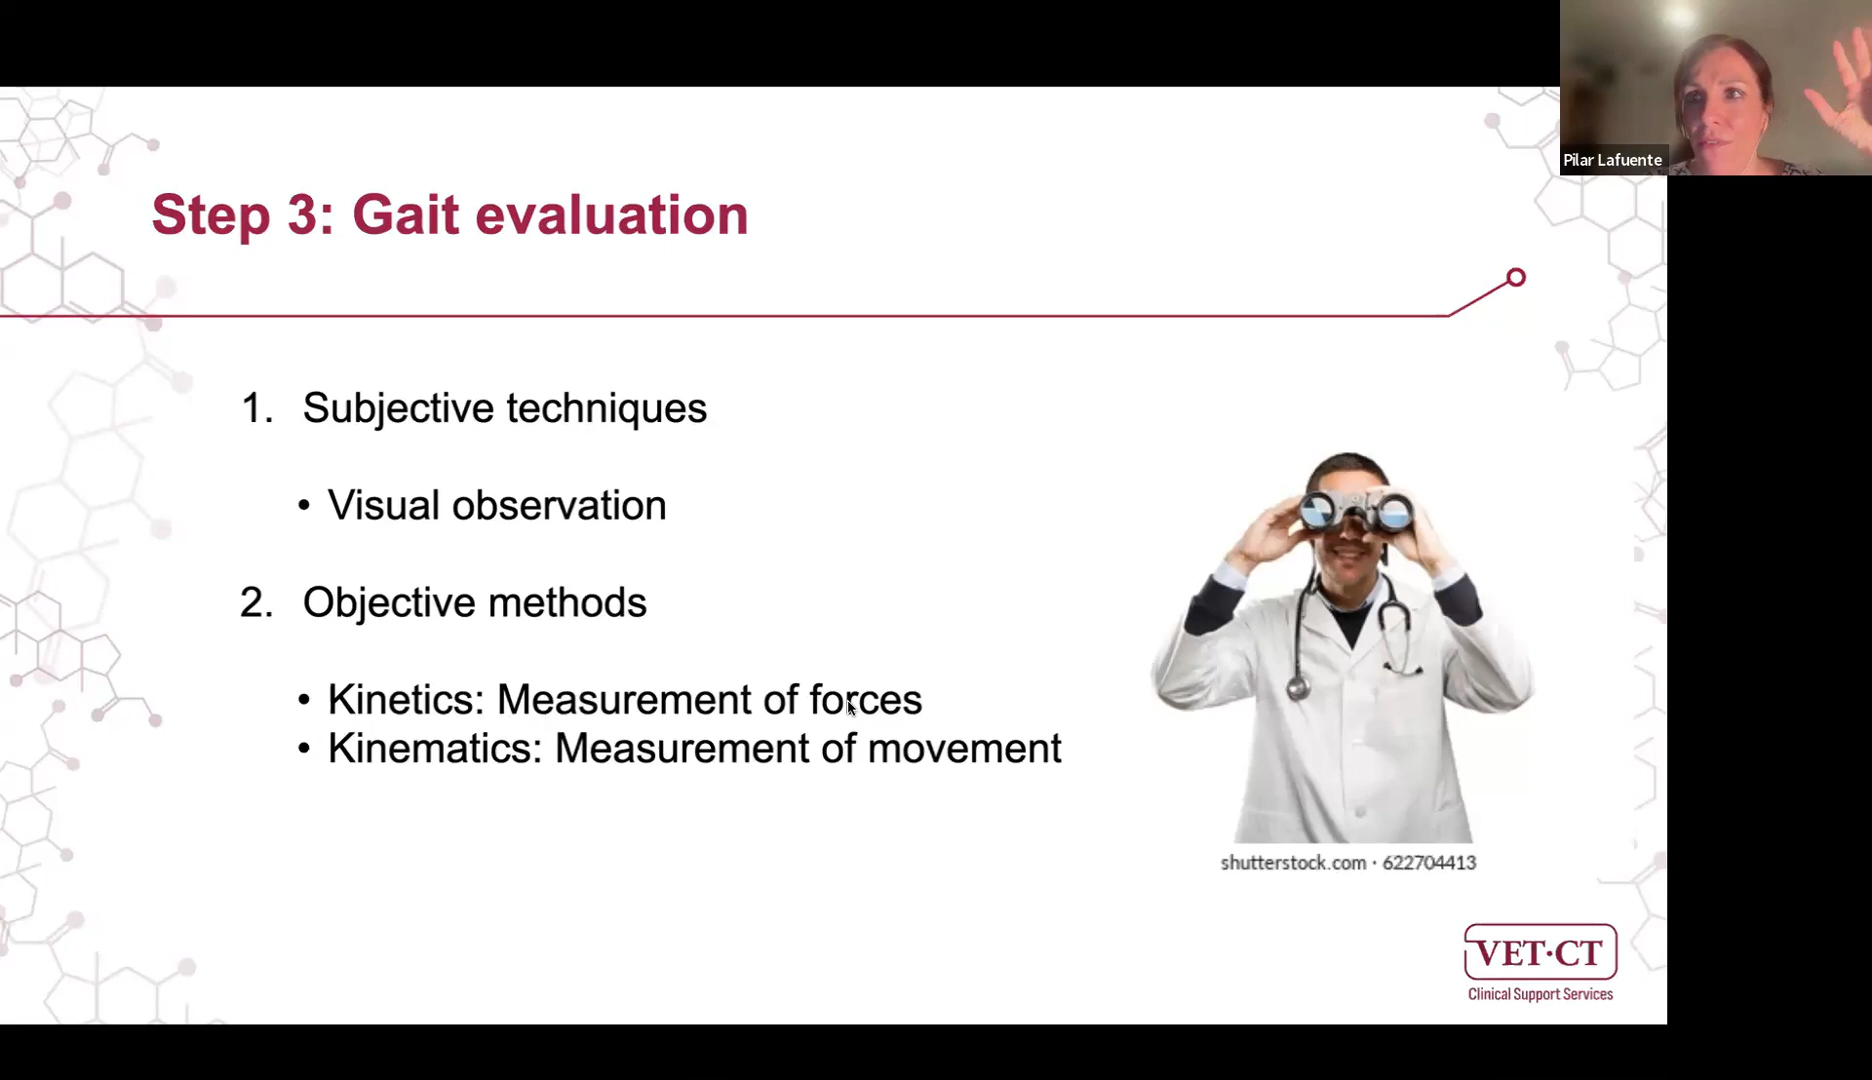 Pilar Lafuente
Step 3: Gait evaluation
1. Subjective techniques
• Visual observation
2. Objective methods
• Kinetics: Measurement of forces
• Kinematics: Measurement of movement
shutterstock.com · 622704413
VET·CT
Clinical Support Services